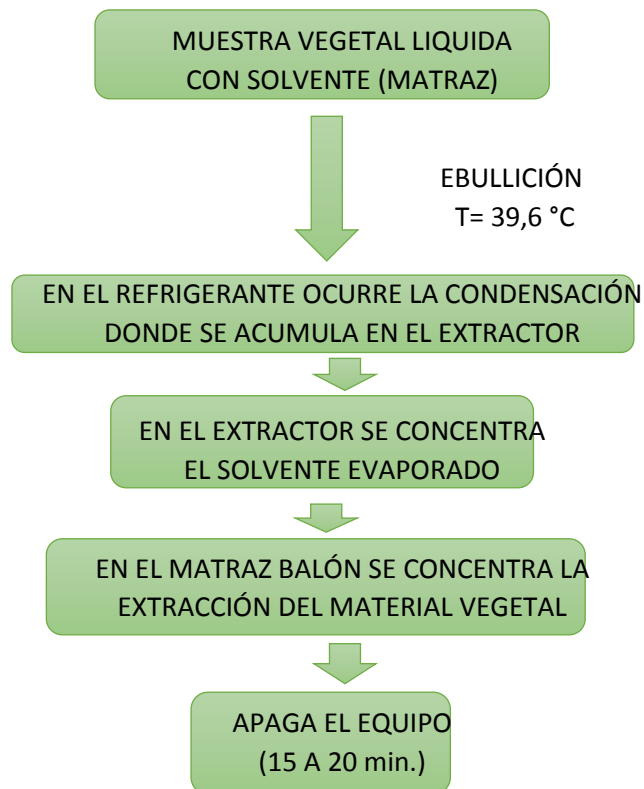 MUESTRA VEGETAL LIQUIDA
CON SOLVENTE (MATRAZ)
EBULLICIÓN
T= 39,6 °C
EN EL REFRIGERANTE OCURRE LA CONDENSACIÓN
DONDE SE ACUMULA EN EL EXTRACTOR
EN EL EXTRACTOR SE CONCENTRA
EL SOLVENTE EVAPORADO
EN EL MATRAZ BALÓN SE CONCENTRA LA
EXTRACCIÓN DEL MATERIAL VEGETAL
APAGA EL EQUIPO
(15 A 20 min.)